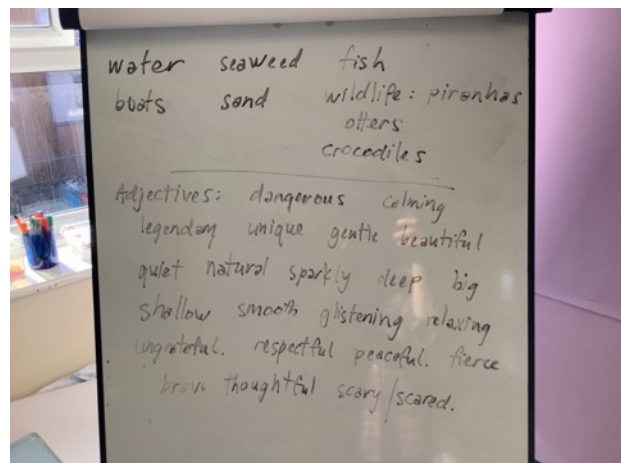 water seaweed fish
boats sand wildlife: piranhas
otters
crocodiles
Adjectives: dangerous calming
legendary unique gentle beautiful
quiet natural sparkly deep big
shallow smooth glistening relaxing
ungrateful. respectful peaceful. fierce
brave thoughtful scary/scared.